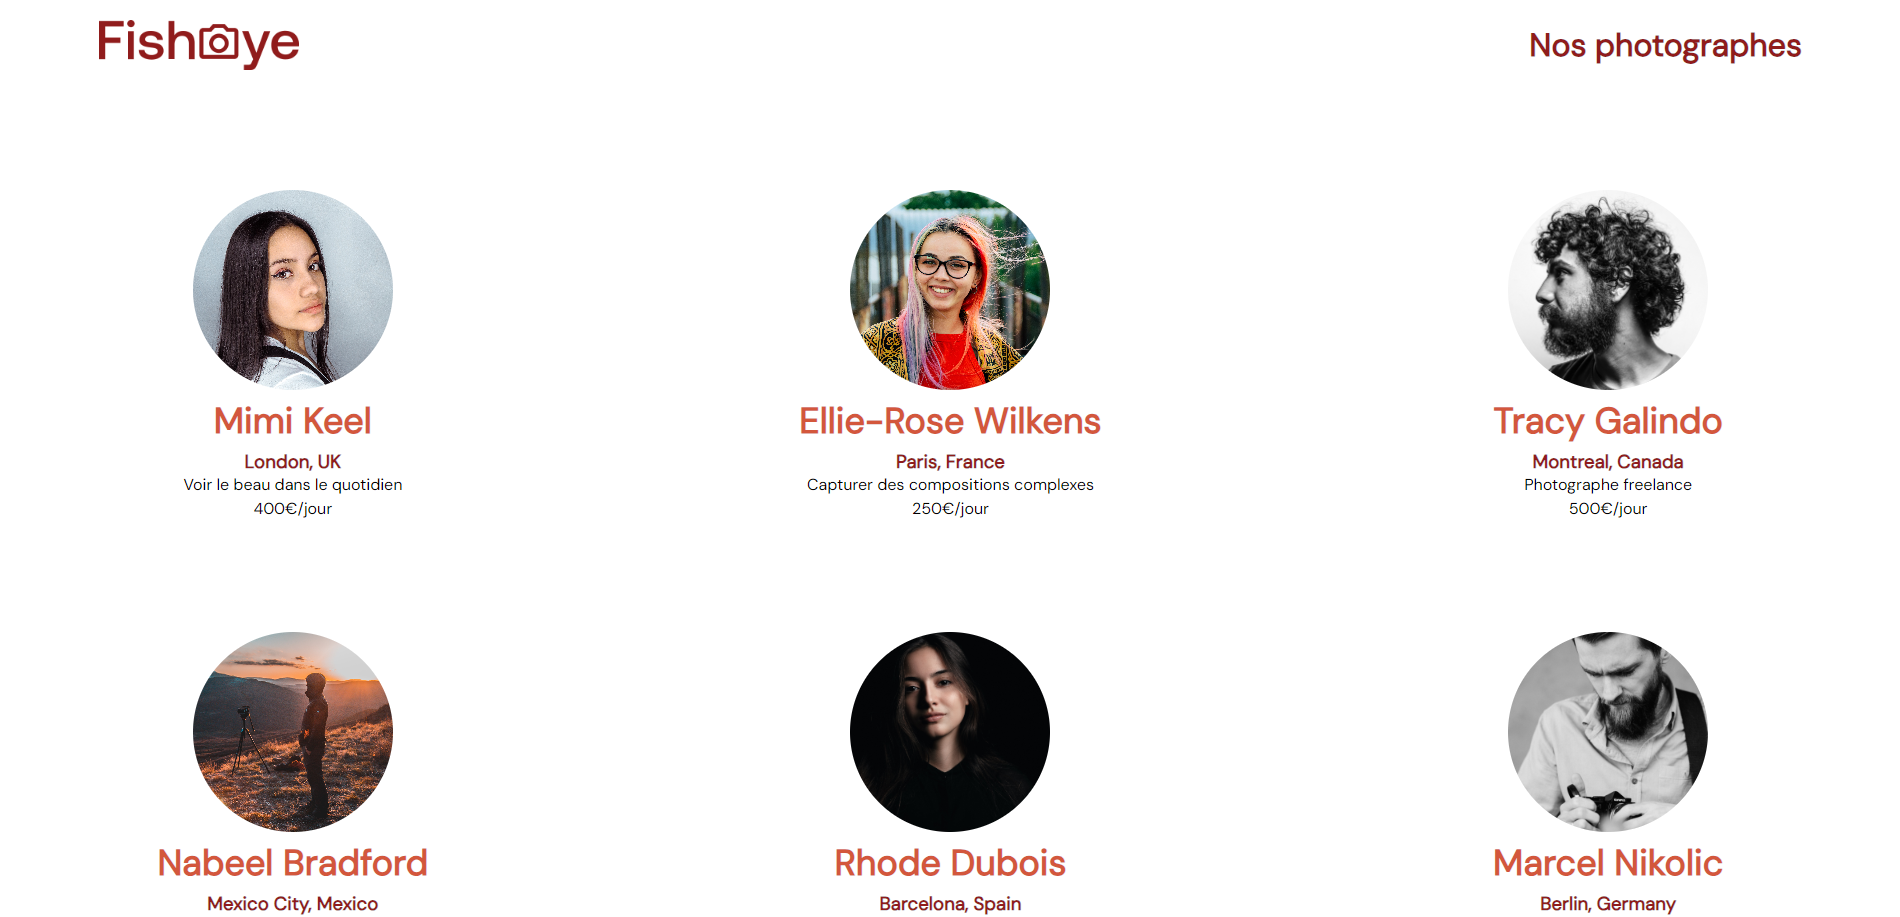 Fisheye
Nos photographes
Mimi Keel
London, UK
Voir le beau dans le quotidien
400€/jour
Ellie-Rose Wilkens
Paris, France
Capturer des compositions complexes
250€/jour
Tracy Galindo
Montreal, Canada
Photographe freelance
500€/jour
Nabeel Bradford
Mexico City, Mexico
Rhode Dubois
Barcelona, Spain
Marcel Nikolic
Berlin, Germany